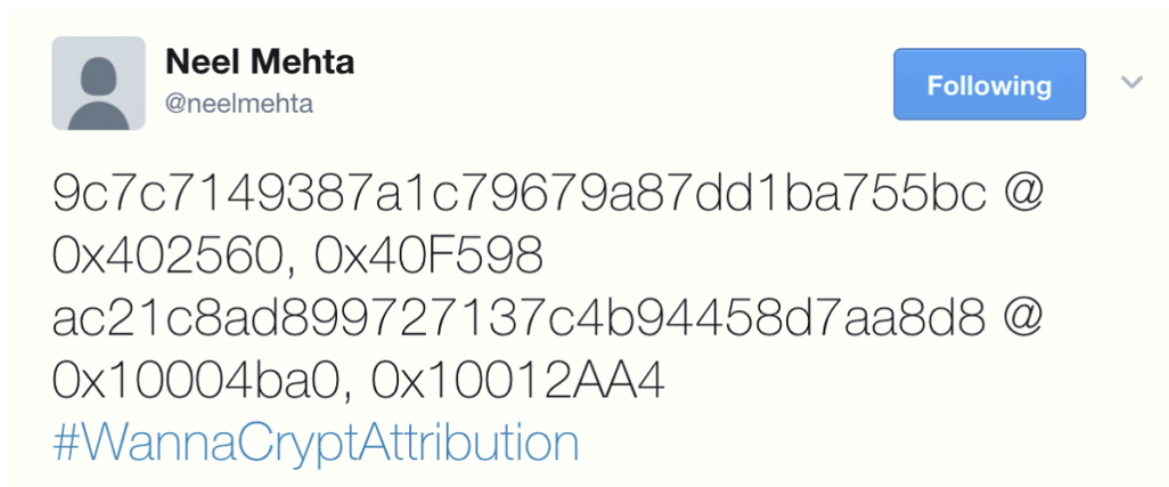 Neel Mehta
@neelmehta
Following
9c7c7149387a1c79679a87dd1ba755bc @
0x402560, 0x40F598
ac21c8ad899727137c4b94458d7aa8d8 @
0x10004ba0, 0x10012AA4
#WannaCryptAttribution